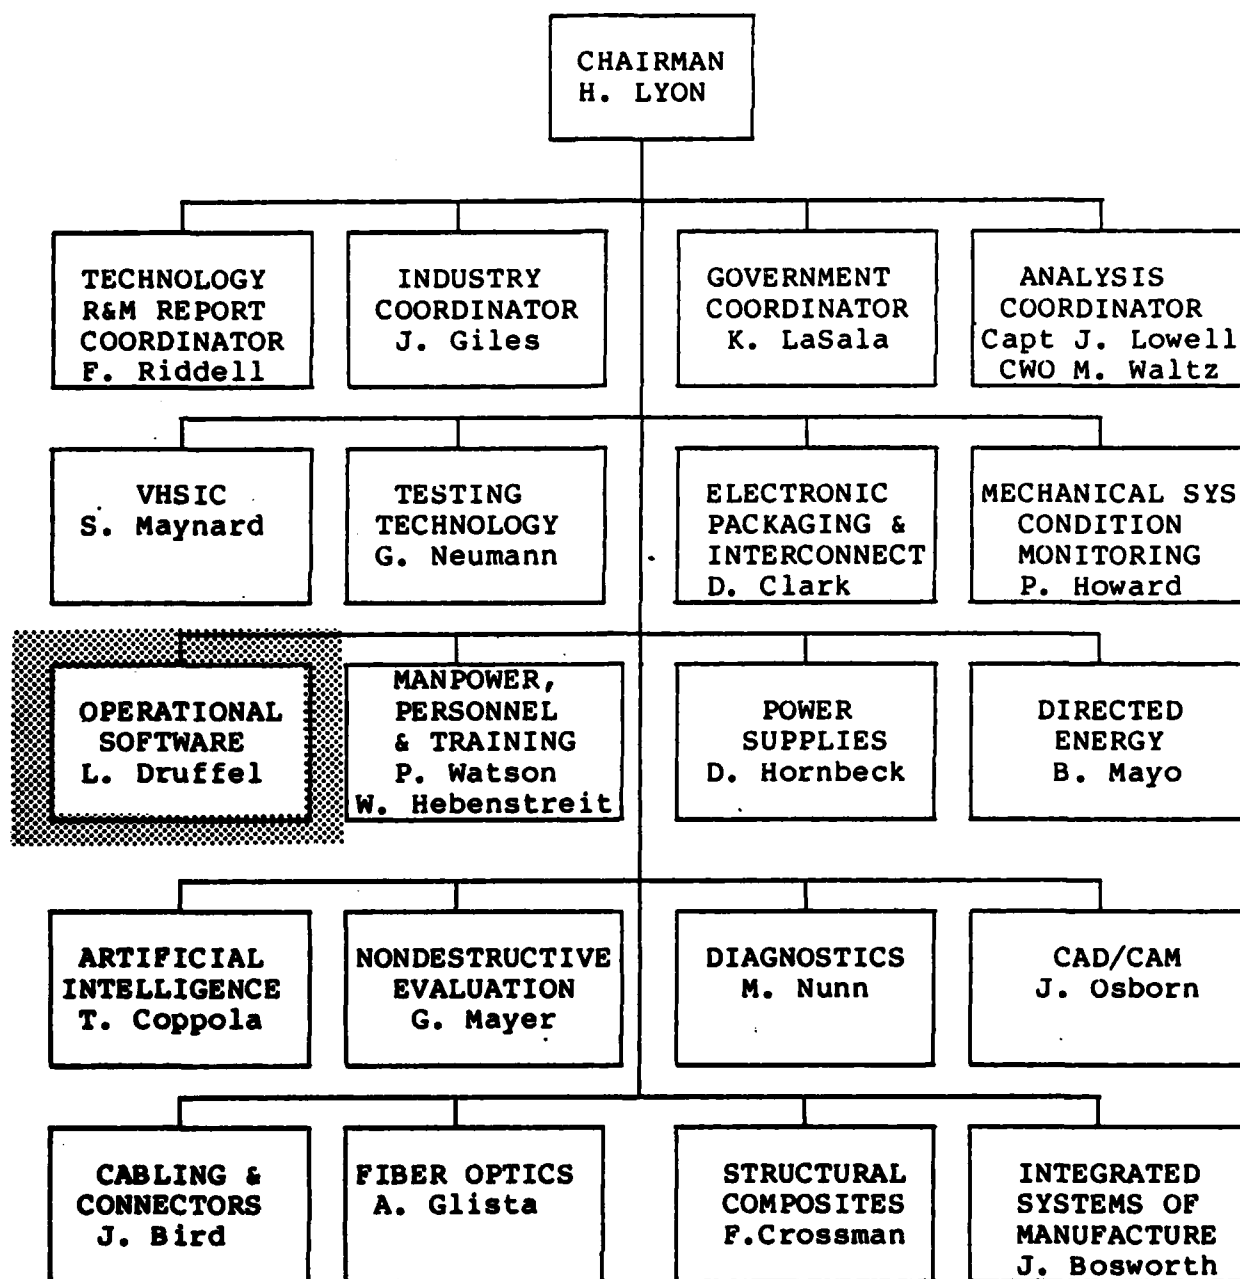 CHAIRMAN
H. LYON
TECHNOLOGY
R&M REPORT
COORDINATOR
F. Riddell
INDUSTRY
COORDINATOR
J. Giles
GOVERNMENT
COORDINATOR
K. LaSala
ANALYSIS
COORDINATOR
Capt J. Lowell
CWO M. Waltz
VHSIC
S. Maynard
TESTING
TECHNOLOGY
G. Neumann
ELECTRONIC
PACKAGING &
INTERCONNECT
D. Clark
MECHANICAL SYS
CONDITION
MONITORING
P. Howard
OPERATIONAL
SOFTWARE
L. Druffel
MANPOWER,
PERSONNEL
& TRAINING
P. Watson
W. Hebenstreit
POWER
SUPPLIES
D. Hornbeck
DIRECTED
ENERGY
B. Mayo
ARTIFICIAL
INTELLIGENCE
T. Coppola
NONDESTRUCTIVE
EVALUATION
G. Mayer
DIAGNOSTICS
M. Nunn
CAD/CAM
J. Osborn
CABLING &
CONNECTORS
J. Bird
FIBER OPTICS
A. Glista
STRUCTURAL
COMPOSITES
F.Crossman
INTEGRATED
SYSTEMS OF
MANUFACTURE
J. Bosworth